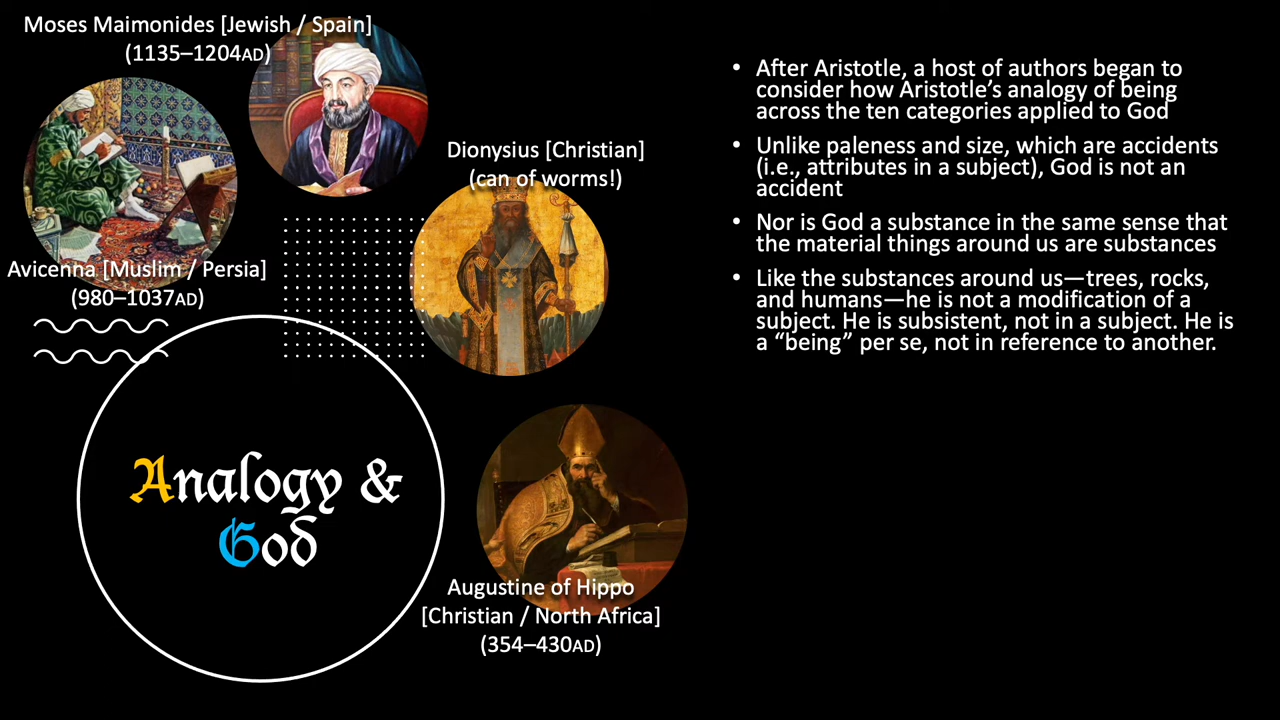 Moses Maimonides [Jewish / Spain]
(1135–1204AD)
Dionysius [Christian]
(can of worms!)
Avicenna [Muslim / Persia]
(980–1037AD)
Analogy &
God
Augustine of Hippo
[Christian / North Africa]
(354–430AD)
• After Aristotle, a host of authors began to
consider how Aristotle’s analogy of being
across the ten categories applied to God
• Unlike paleness and size, which are accidents
(i.e., attributes in a subject), God is not an
accident
• Nor is God a substance in the same sense that
the material things around us are substances
• Like the substances around us—trees, rocks,
and humans—he is not a modification of a
subject. He is subsistent, not in a subject. He is
a “being” per se, not in reference to another.